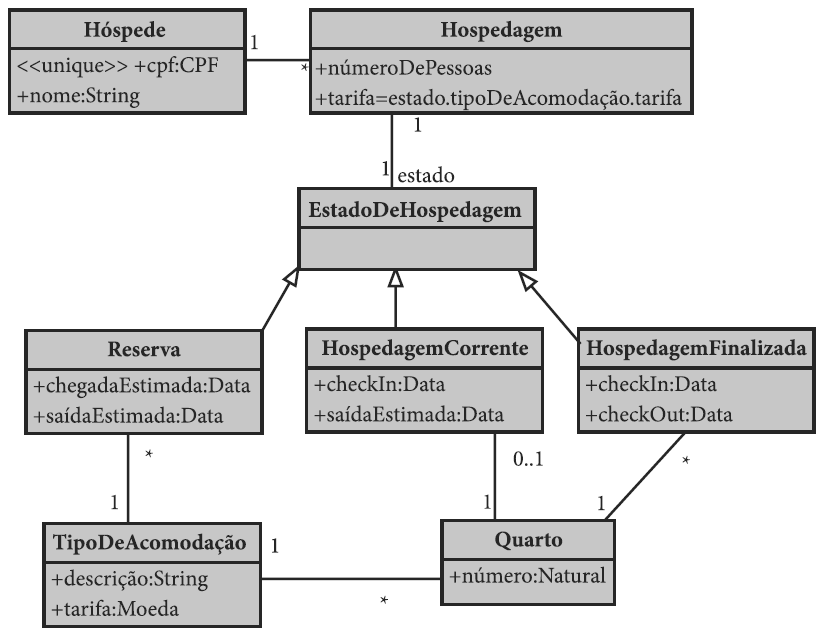 Hóspede
<<unique>> +cpf:CPF
+nome:String
1
*
Hospedagem
+númeroDePessoas
+tarifa=estado.tipoDeAcomodação.tarifa
1
1
estado
EstadoDeHospedagem
Reserva
+chegadaEstimada:Data
+saídaEstimada:Data
HospedagemCorrente
+checkIn:Data
+saídaEstimada:Data
HospedagemFinalizada
+checkIn:Data
+checkOut:Data
*
0..1
*
1
1
1
TipoDeAcomodação
+descrição:String
+tarifa:Moeda
1
*
Quarto
+número:Natural